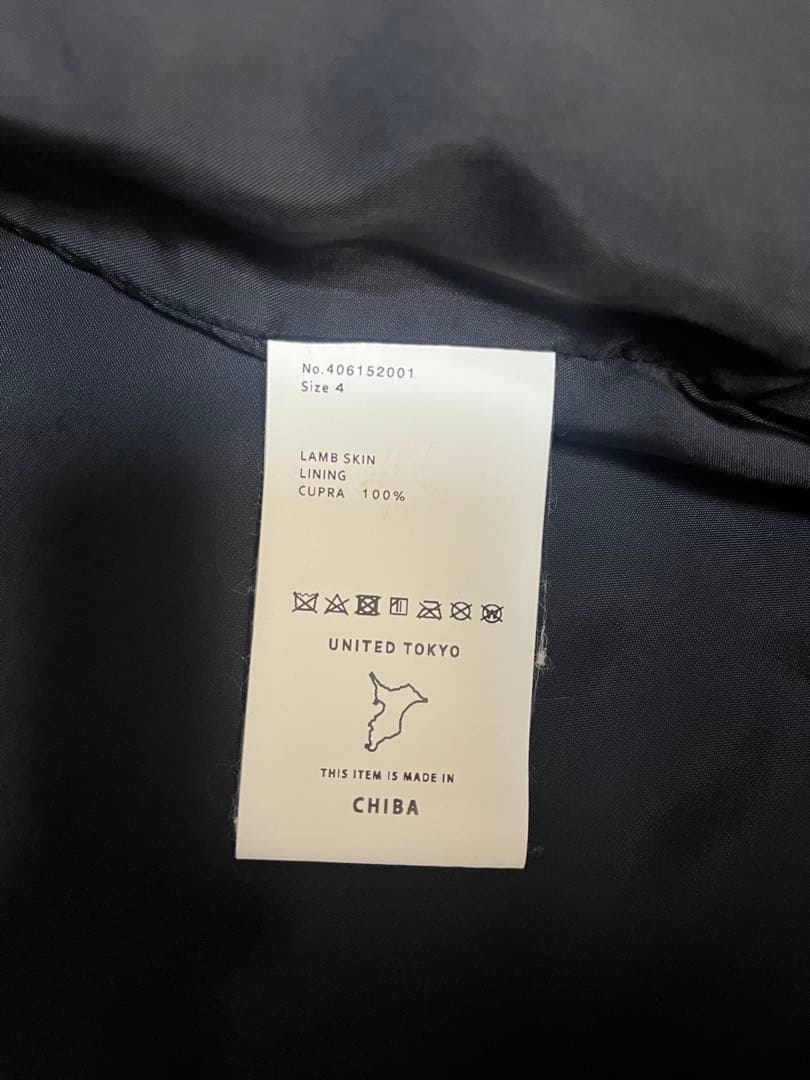 No.406152001
Size 4
LAMB SKIN
LINING
CUPRA 100%
UNITED TOKYO
THIS ITEM IS MADE IN
CHIBA